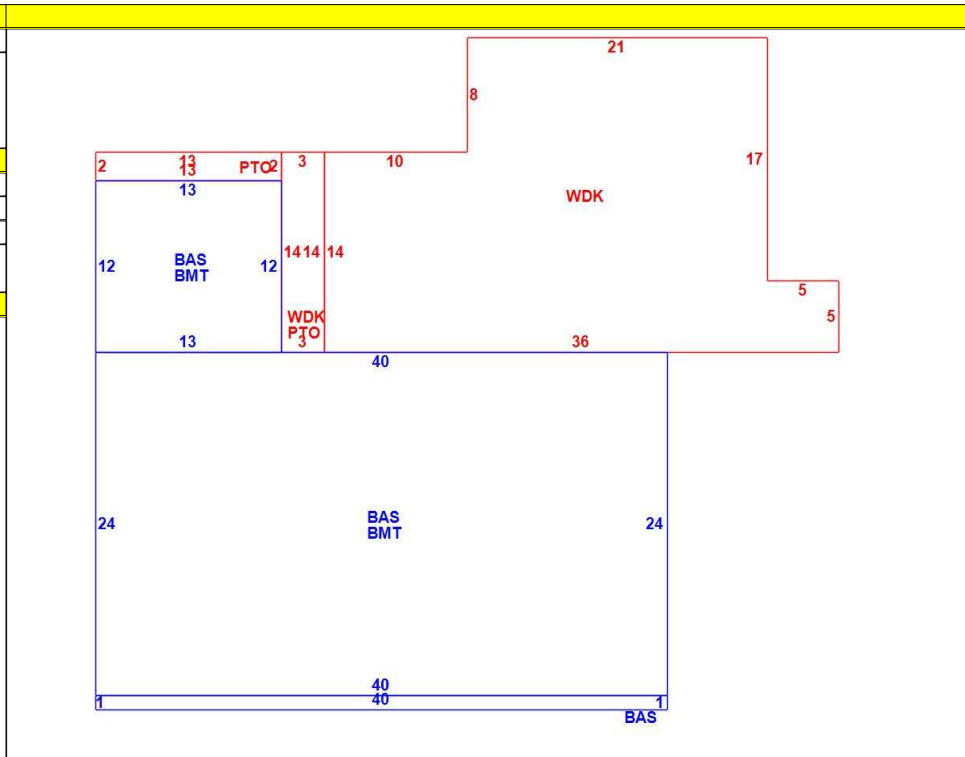 21
8
13 3 10 17
2 13 PTO 2
13 WDK
14 14 14
12 BAS 12
BMT
5
WDK 5
PTO
13 3 36
40
24 BAS 24
BMT
40
1 40 1
BAS